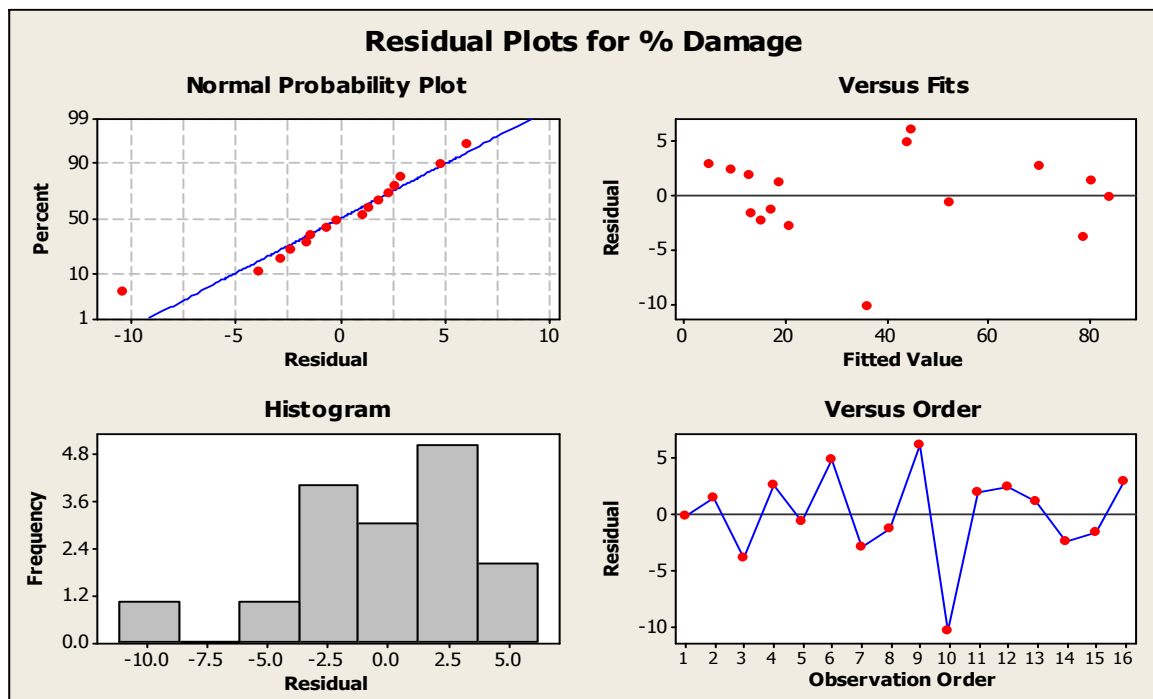 Residual Plots for % Damage
Normal Probability Plot
99
90
50
10
1
Percent
-10
-5
0
5
10
Residual
Versus Fits
5
0
-5
-10
Residual
0
20
40
60
80
Fitted Value
Histogram
4.8
3.6
2.4
1.2
0.0
Frequency
-10.0
-7.5
-5.0
-2.5
0.0
2.5
5.0
Residual
Versus Order
5
0
-5
-10
Residual
1 2 3 4 5 6 7 8 9 10 11 12 13 14 15 16
Observation Order